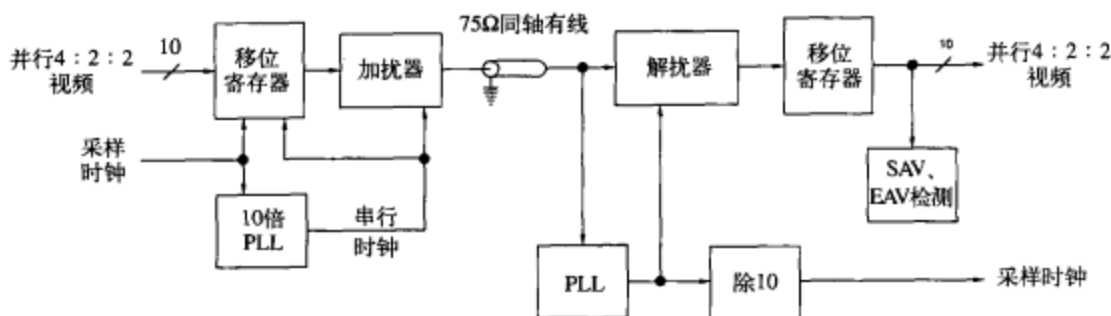 75Ω同轴有线
并行4：2：2
视频
10
移位
寄存器
加扰器
解扰器
移位
寄存器
10
并行4：2：2
视频
采样
时钟
SAV、
EAV检测
10倍
PLL
串行
时钟
PLL
除10
采样时钟